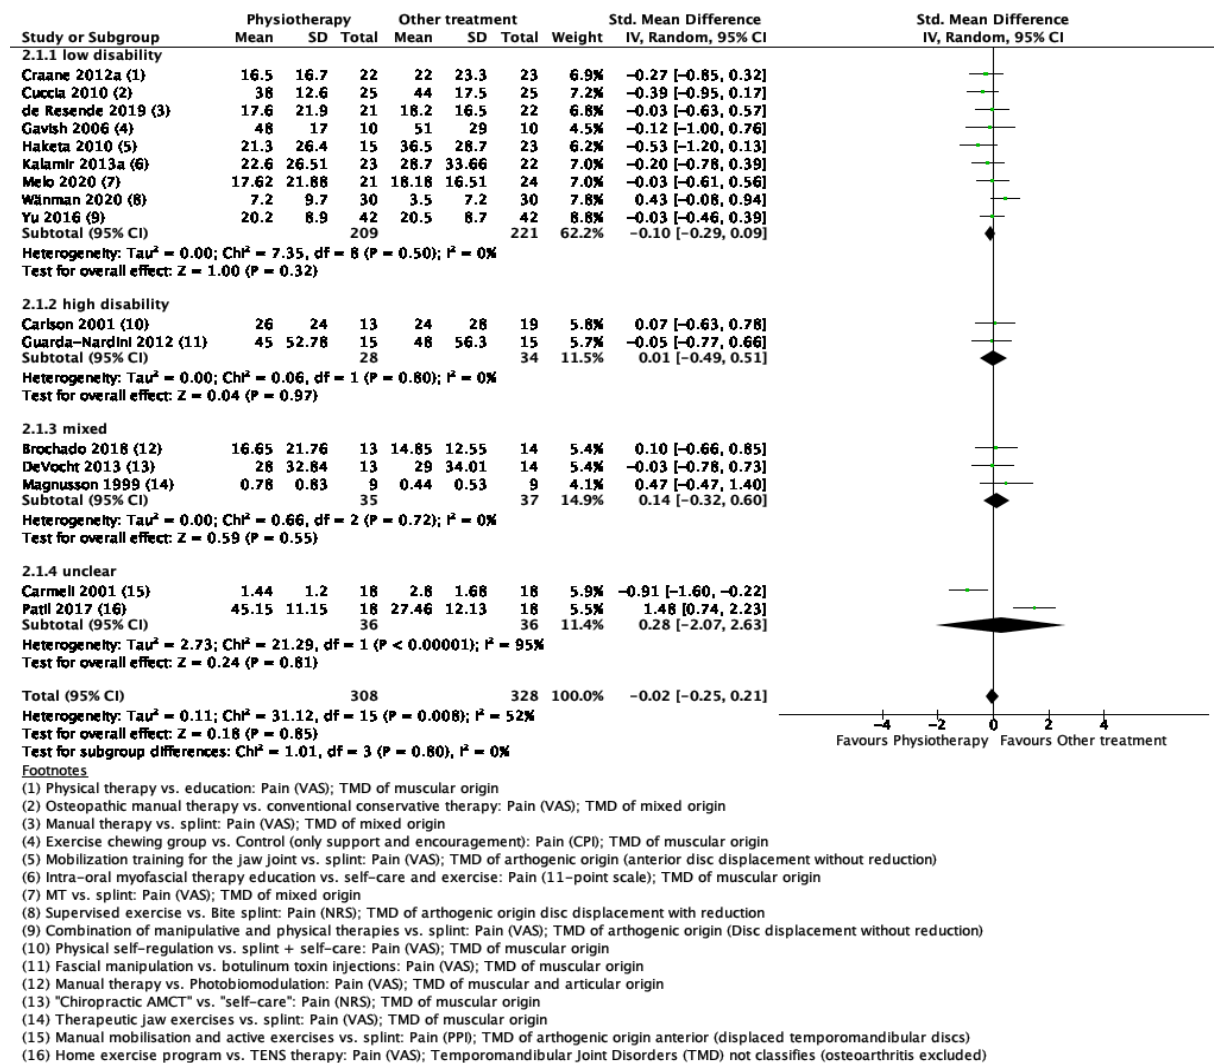 Physiotherapy Other treatment Std. Mean Difference Std. Mean Difference
Study or Subgroup Mean SD Total Mean SD Total Weight IV, Random, 95% CI IV, Random, 95% CI
2.1.1 low disability
Craane 2012a (1) 16.5 16.7 22 22 23.3 23 6.9% −0.27 [−0.85, 0.32]
Cuccia 2010 (2) 38 12.6 25 44 17.5 25 7.2% −0.39 [−0.95, 0.17]
de Resende 2019 (3) 17.6 21.9 21 18.2 16.5 22 6.8% −0.03 [−0.63, 0.57]
Gavish 2006 (4) 48 17 10 51 29 10 4.5% −0.12 [−1.00, 0.76]
Haketa 2010 (5) 21.3 26.4 15 36.5 28.7 23 6.2% −0.53 [−1.20, 0.13]
Kalamir 2013a (6) 22.6 26.51 23 28.7 33.66 22 7.0% −0.20 [−0.78, 0.39]
Melo 2020 (7) 17.62 21.88 21 18.18 16.51 24 7.0% −0.03 [−0.61, 0.56]
Wänman 2020 (8) 7.2 9.7 30 3.5 7.2 30 7.8% 0.43 [−0.08, 0.94]
Yu 2016 (9) 20.2 8.9 42 20.5 8.7 42 8.8% −0.03 [−0.46, 0.39]
Subtotal (95% CI) 209 221 62.2% −0.10 [−0.29, 0.09]
Heterogeneity: Tau² = 0.00; Chi² = 7.35, df = 8 (P = 0.50); I² = 0%
Test for overall effect: Z = 1.00 (P = 0.32)
2.1.2 high disability
Carlson 2001 (10) 26 24 13 24 28 19 5.8% 0.07 [−0.63, 0.78]
Guarda-Nardini 2012 (11) 45 52.78 15 48 56.3 15 5.7% −0.05 [−0.77, 0.66]
Subtotal (95% CI) 28 34 11.5% 0.01 [−0.49, 0.51]
Heterogeneity: Tau² = 0.00; Chi² = 0.06, df = 1 (P = 0.80); I² = 0%
Test for overall effect: Z = 0.04 (P = 0.97)
2.1.3 mixed
Brochado 2018 (12) 16.65 21.76 13 14.85 12.55 14 5.4% 0.10 [−0.66, 0.85]
DeVocht 2013 (13) 28 32.84 13 29 34.01 14 5.4% −0.03 [−0.78, 0.73]
Magnusson 1999 (14) 0.78 0.83 9 0.44 0.53 9 4.1% 0.47 [−0.47, 1.40]
Subtotal (95% CI) 35 37 14.9% 0.14 [−0.32, 0.60]
Heterogeneity: Tau² = 0.00; Chi² = 0.66, df = 2 (P = 0.72); I² = 0%
Test for overall effect: Z = 0.59 (P = 0.55)
2.1.4 unclear
Carmeli 2001 (15) 1.44 1.2 18 2.8 1.68 18 5.9% −0.91 [−1.60, −0.22]
Patil 2017 (16) 45.15 11.15 18 27.46 12.13 18 5.5% 1.48 [0.74, 2.23]
Subtotal (95% CI) 36 36 11.4% 0.28 [−2.07, 2.63]
Heterogeneity: Tau² = 2.73; Chi² = 21.29, df = 1 (P < 0.00001); I² = 95%
Test for overall effect: Z = 0.24 (P = 0.81)
Total (95% CI) 308 328 100.0% −0.02 [−0.25, 0.21]
Heterogeneity: Tau² = 0.11; Chi² = 31.12, df = 15 (P = 0.008); I² = 52%
Test for overall effect: Z = 0.18 (P = 0.85)
Test for subgroup differences: Chi² = 1.01, df = 3 (P = 0.80), I² = 0%
−4 −2 0 2 4
Favours Physiotherapy Favours Other treatment
Footnotes
(1) Physical therapy vs. education: Pain (VAS); TMD of muscular origin
(2) Osteopathic manual therapy vs. conventional conservative therapy: Pain (VAS); TMD of mixed origin
(3) Manual therapy vs. splint: Pain (VAS); TMD of mixed origin
(4) Exercise chewing group vs. Control (only support and encouragement): Pain (CPI); TMD of muscular origin
(5) Mobilization training for the jaw joint vs. splint: Pain (VAS); TMD of arthogenic origin (anterior disc displacement without reduction)
(6) Intra-oral myofascial therapy education vs. self-care and exercise: Pain (11-point scale); TMD of muscular origin
(7) MT vs. splint: Pain (VAS); TMD of mixed origin
(8) Supervised exercise vs. Bite splint: Pain (NRS); TMD of arthogenic origin disc displacement with reduction
(9) Combination of manipulative and physical therapies vs. splint: Pain (VAS); TMD of arthogenic origin (Disc displacement without reduction)
(10) Physical self-regulation vs. splint + self-care: Pain (VAS); TMD of muscular origin
(11) Fascial manipulation vs. botulinum toxin injections: Pain (VAS); TMD of muscular origin
(12) Manual therapy vs. Photobiomodulation: Pain (VAS); TMD of muscular and articular origin
(13) "Chiropractic AMCT" vs. "self-care": Pain (NRS); TMD of muscular origin
(14) Therapeutic jaw exercises vs. splint: Pain (VAS); TMD of muscular origin
(15) Manual mobilisation and active exercises vs. splint: Pain (PPI); TMD of arthogenic origin anterior (displaced temporomandibular discs)
(16) Home exercise program vs. TENS therapy: Pain (VAS); Temporomandibular Joint Disorders (TMD) not classifies (osteoarthritis excluded)